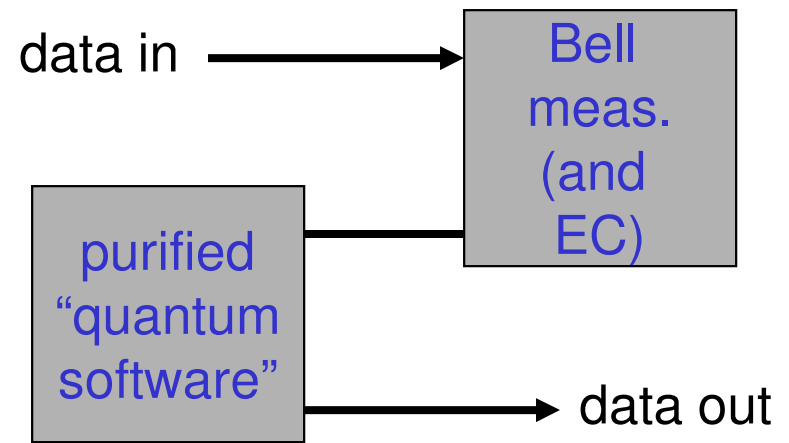 data in
Bell
meas.
(and
EC)
purified
“quantum
software”
data out